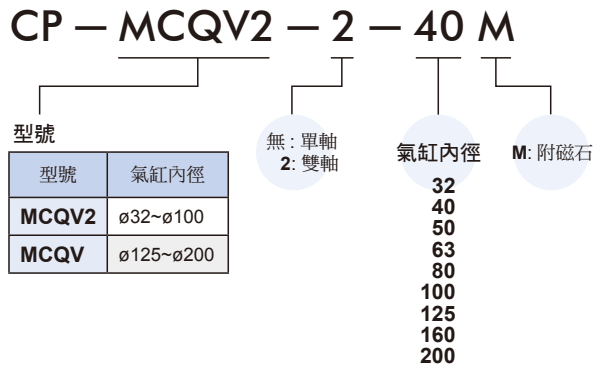 CP — MCQV2 — 2 — 40 M
型號
型號 氣缸內徑
MCQV2 ø32~ø100
MCQV ø125~ø200
無 : 單軸
2: 雙軸
氣缸內徑
32
40
50
63
80
100
125
160
200
M: 附磁石